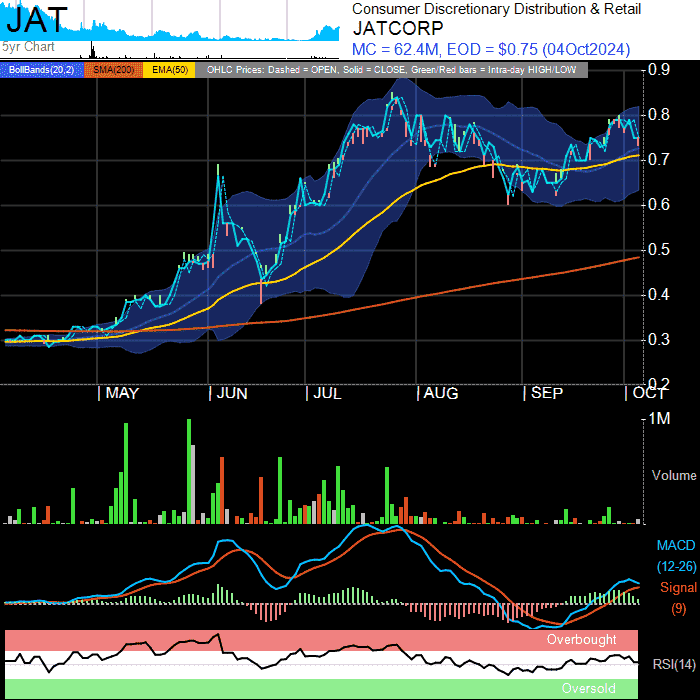 JAT
5yr Chart
Consumer Discretionary Distribution & Retail
JATCORP
MC = 62.4M, EOD = $0.75 (04Oct2024)
BollBands(20,2) SMA(200) EMA(50) OHLC Prices: Dashed = OPEN, Solid = CLOSE, Green/Red bars = Intra-day HIGH/LOW
0.9
0.8
0.7
0.6
0.5
0.4
0.3
0.2
MAY JUN JUL AUG SEP OCT
1M
Volume
MACD
(12-26)
Signal
(9)
Overbought
RSI(14)
Oversold